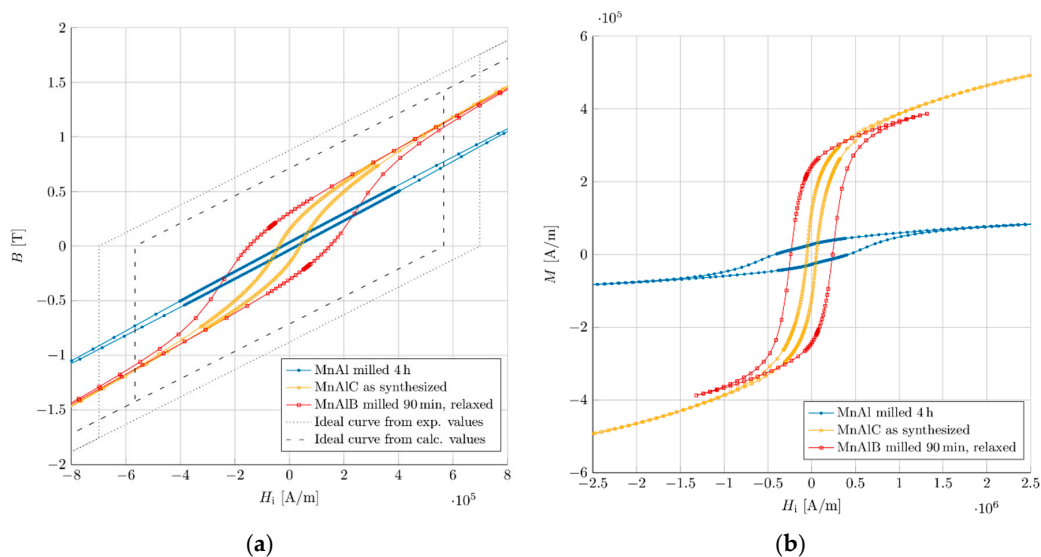 2
1.5
1
0.5
0
−0.5
−1
−1.5
−2
B [T]
−8 −6 −4 −2 0 2 4 6 8
H_i [A/m]
·10^5
MnAl milled 4 h
MnAlC as synthesized
MnAlB milled 90 min, relaxed
Ideal curve from exp. values
Ideal curve from calc. values
(a)
·10^5
6
4
2
0
−2
−4
−6
M [A/m]
−2.5 −2 −1.5 −1 −0.5 0 0.5 1 1.5 2 2.5
H_i [A/m]
·10^6
MnAl milled 4 h
MnAlC as synthesized
MnAlB milled 90 min, relaxed
(b)